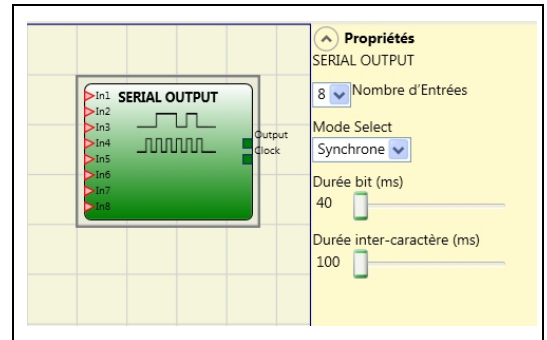 In1 SERIAL OUTPUT
In2
In3
In4
In5
In6
In7
In8
Output
Clock
Propriétés
SERIAL OUTPUT
8 Nombre d'Entrées
Mode Select
Synchrone
Durée bit (ms)
40
Durée inter-caractère (ms)
100